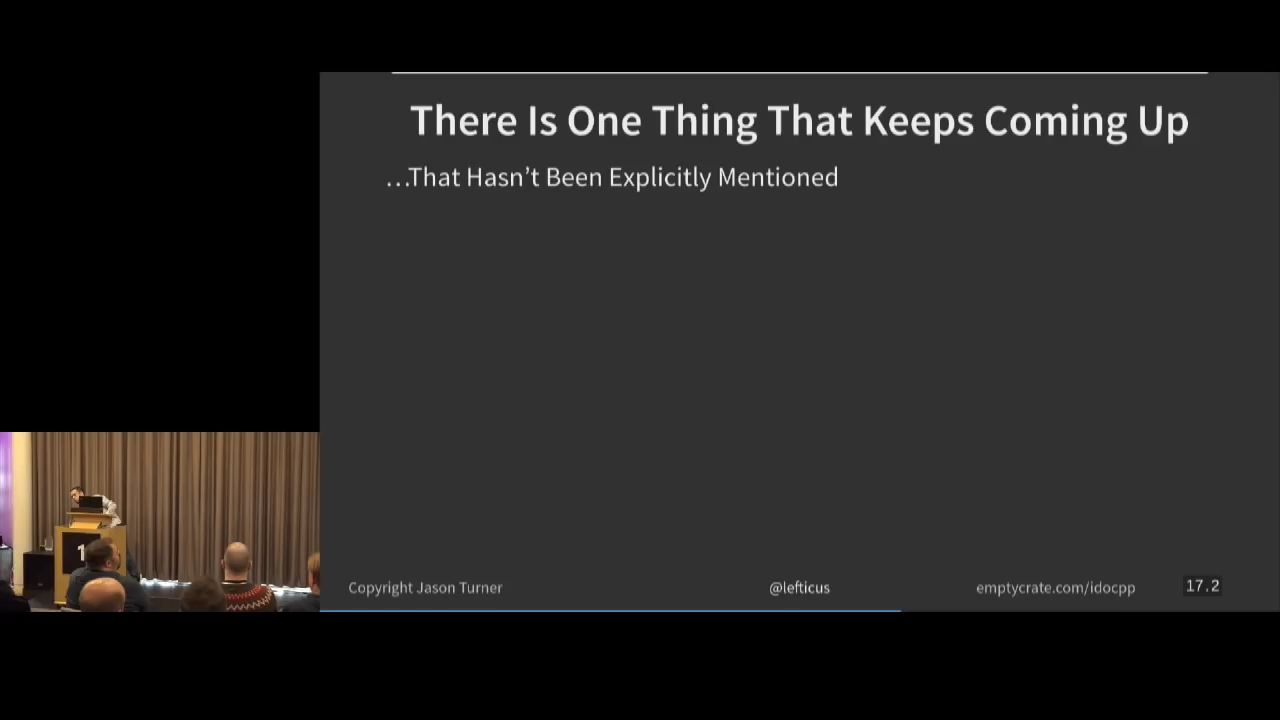 There Is One Thing That Keeps Coming Up
…That Hasn’t Been Explicitly Mentioned
1
Copyright Jason Turner
@lefticus
emptycrate.com/idocpp
17.2